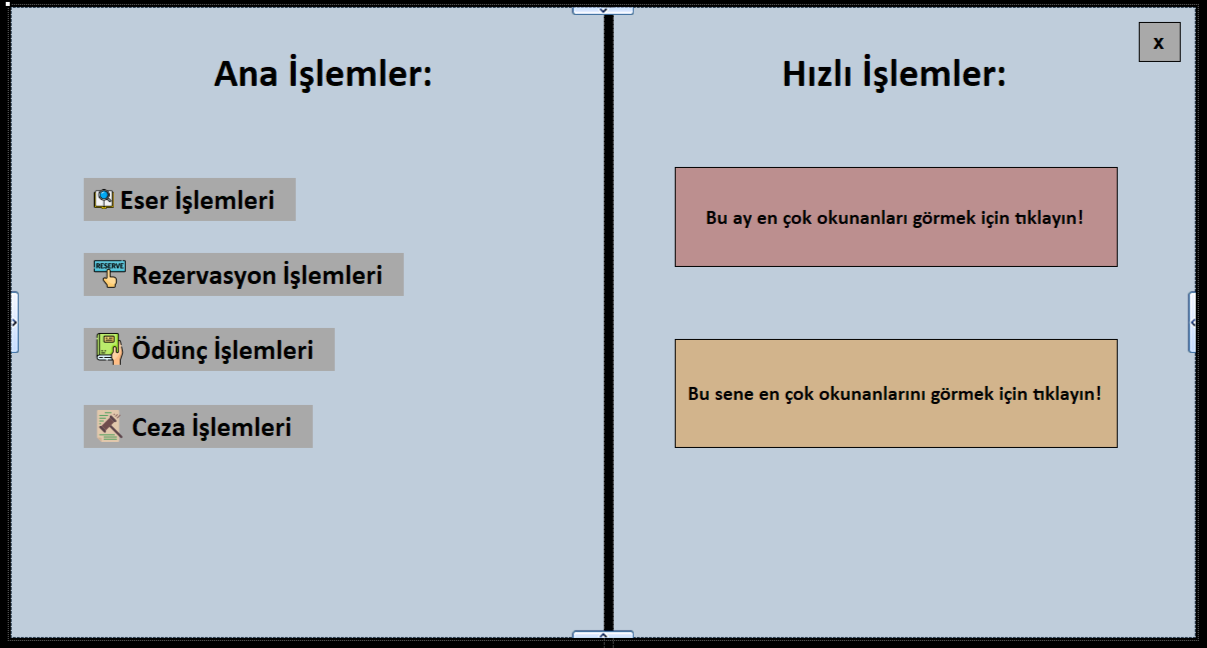 Ana İşlemler:
Eser İşlemleri
RESERVE
Rezervasyon İşlemleri
Ödünç İşlemleri
Ceza İşlemleri
x
Hızlı İşlemler:
Bu ay en çok okunanları görmek için tıklayın!
Bu sene en çok okunanlarını görmek için tıklayın!